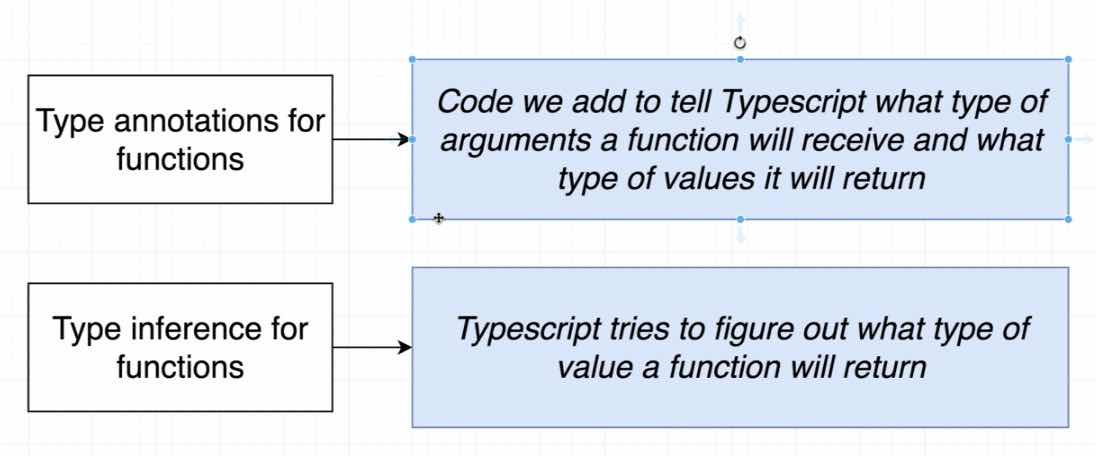 Type annotations for
functions
Code we add to tell Typescript what type of
arguments a function will receive and what
type of values it will return
Type inference for
functions
Typescript tries to figure out what type of
value a function will return